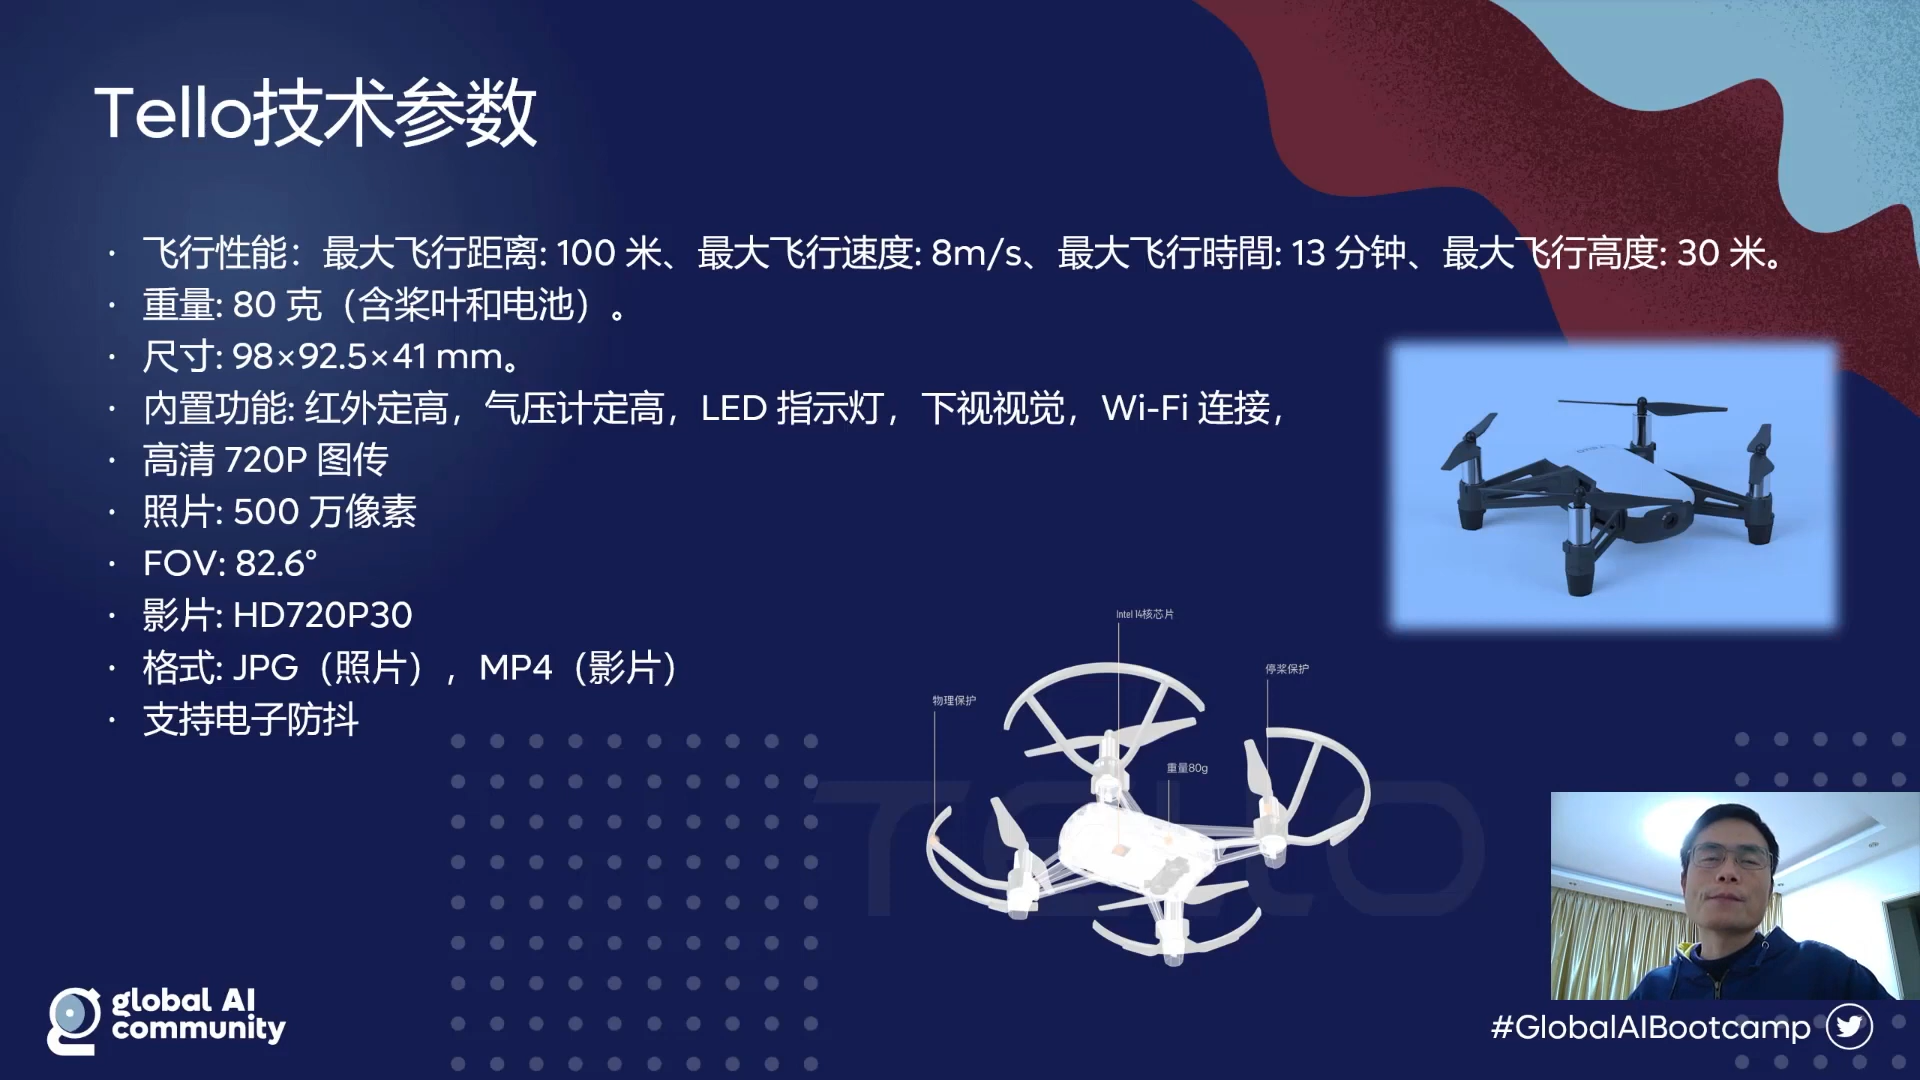 Tello技术参数
· 飞行性能：最大飞行距离: 100 米、最大飞行速度: 8m/s、最大飞行時間: 13 分钟、最大飞行高度: 30 米。
· 重量: 80 克（含桨叶和电池）。
· 尺寸: 98×92.5×41 mm。
· 内置功能: 红外定高，气压计定高，LED 指示灯，下视视觉，Wi-Fi 连接，
· 高清 720P 图传
· 照片: 500 万像素
· FOV: 82.6°
· 影片: HD720P30
· 格式: JPG（照片），MP4（影片）
· 支持电子防抖
Intel 14核芯片
停桨保护
物理保护
重量80g
TELLO
global AI
community
#GlobalAIBootcamp